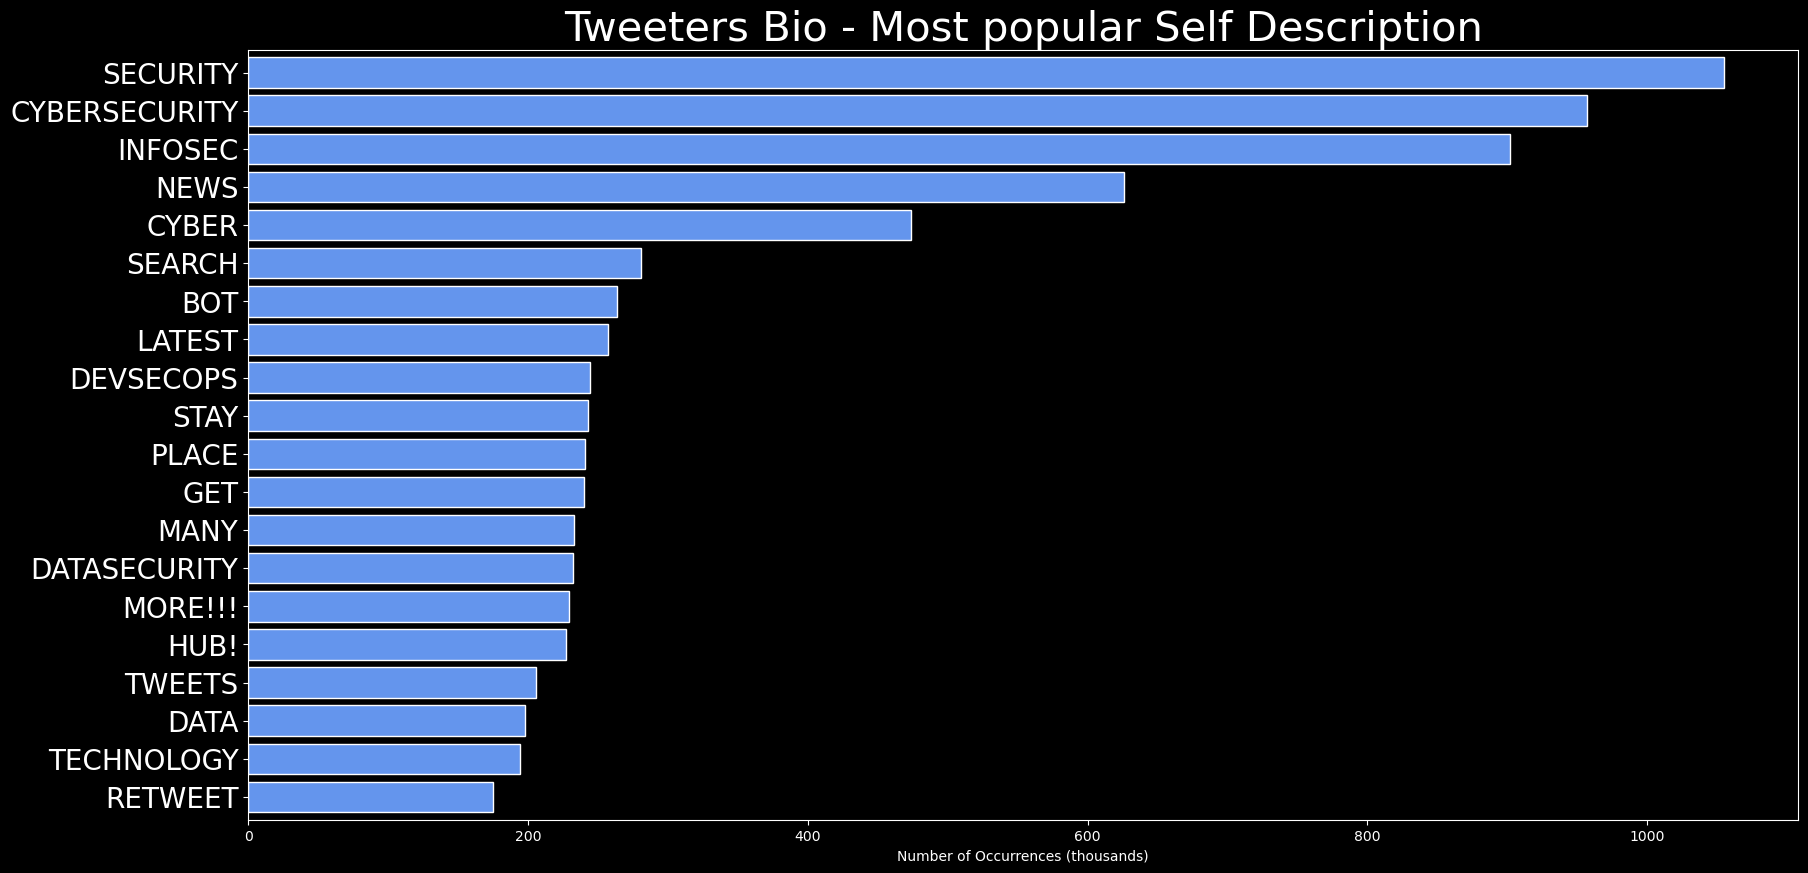 Tweeters Bio - Most popular Self Description
SECURITY
CYBERSECURITY
INFOSEC
NEWS
CYBER
SEARCH
BOT
LATEST
DEVSECOPS
STAY
PLACE
GET
MANY
DATASECURITY
MORE!!!
HUB!
TWEETS
DATA
TECHNOLOGY
RETWEET
0 200 400 600 800 1000
Number of Occurrences (thousands)